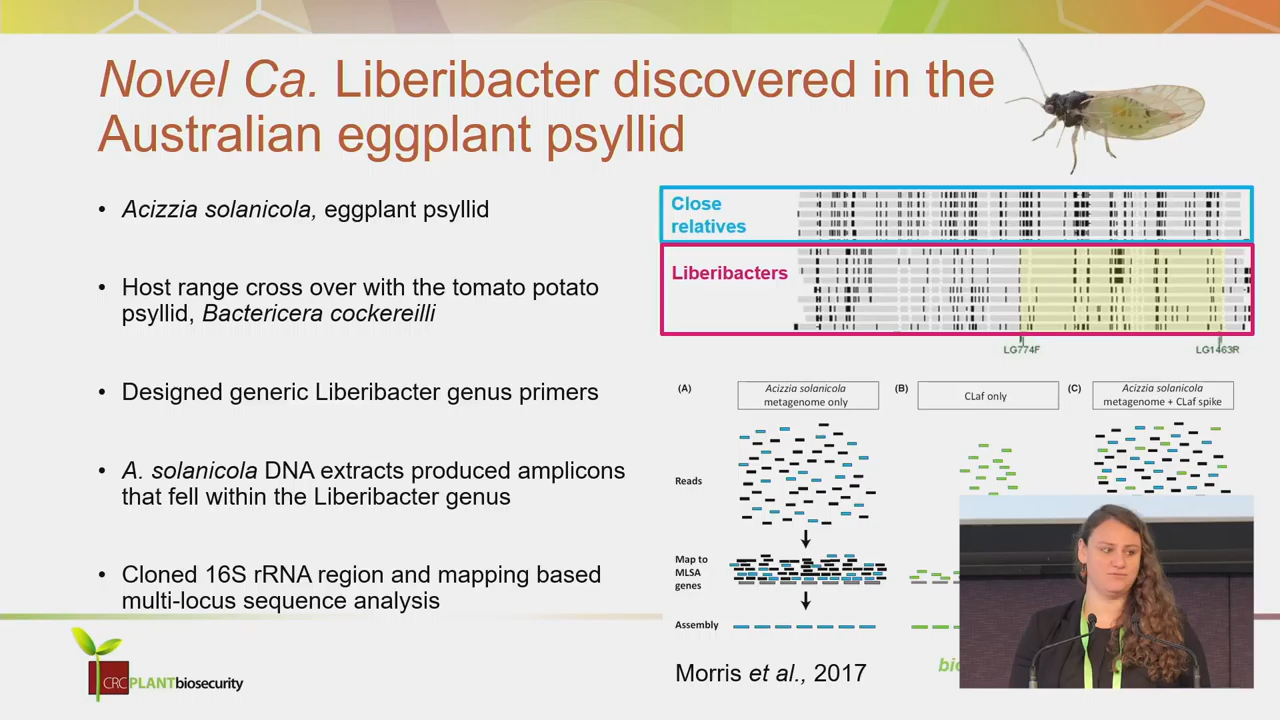 Novel Ca. Liberibacter discovered in the
Australian eggplant psyllid
• Acizzia solanicola, eggplant psyllid
• Host range cross over with the tomato potato
psyllid, Bactericera cockereilli
• Designed generic Liberibacter genus primers
• A. solanicola DNA extracts produced amplicons
that fell within the Liberibacter genus
• Cloned 16S rRNA region and mapping based
multi-locus sequence analysis
Close
relatives
Liberibacters
LG774F
LG1463R
(A)
Acizzia solanicola
metagenome only
(B)
CLaf only
(C)
Acizzia solanicola
metagenome + CLaf spike
Reads
Map to
MLSA
genes
Assembly
Morris et al., 2017
CRCPLANTbiosecurity